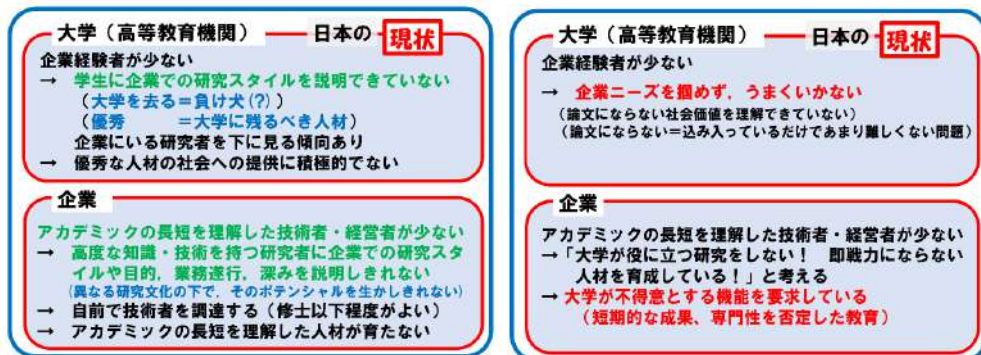 大学（高等教育機関） 日本の 現状
企業経験者が少ない
→ 学生に企業での研究スタイルを説明できていない
（大学を去る＝負け犬(?)）
（優秀 ＝大学に残るべき人材）
企業にいる研究者を下に見る傾向あり
→ 優秀な人材の社会への提供に積極的でない
企業
アカデミックの長短を理解した技術者・経営者が少ない
→ 高度な知識・技術を持つ研究者に企業での研究スタ
イルや目的，業務遂行，深みを説明しきれない
(異なる研究文化の下で，そのポテンシャルを生かしきれない)
→ 自前で技術者を調達する（修士以下程度がよい）
→ アカデミックの長短を理解した人材が育たない
大学（高等教育機関） 日本の 現状
企業経験者が少ない
→ 企業ニーズを掴めず，うまくいかない
（論文にならない社会価値を理解できていない）
（論文にならない＝込み入っているだけであまり難しくない問題）
企業
アカデミックの長短を理解した技術者・経営者が少ない
→「大学が役に立つ研究をしない！ 即戦力にならない
人材を育成している！」と考える
→ 大学が不得意とする機能を要求している
（短期的な成果、専門性を否定した教育）